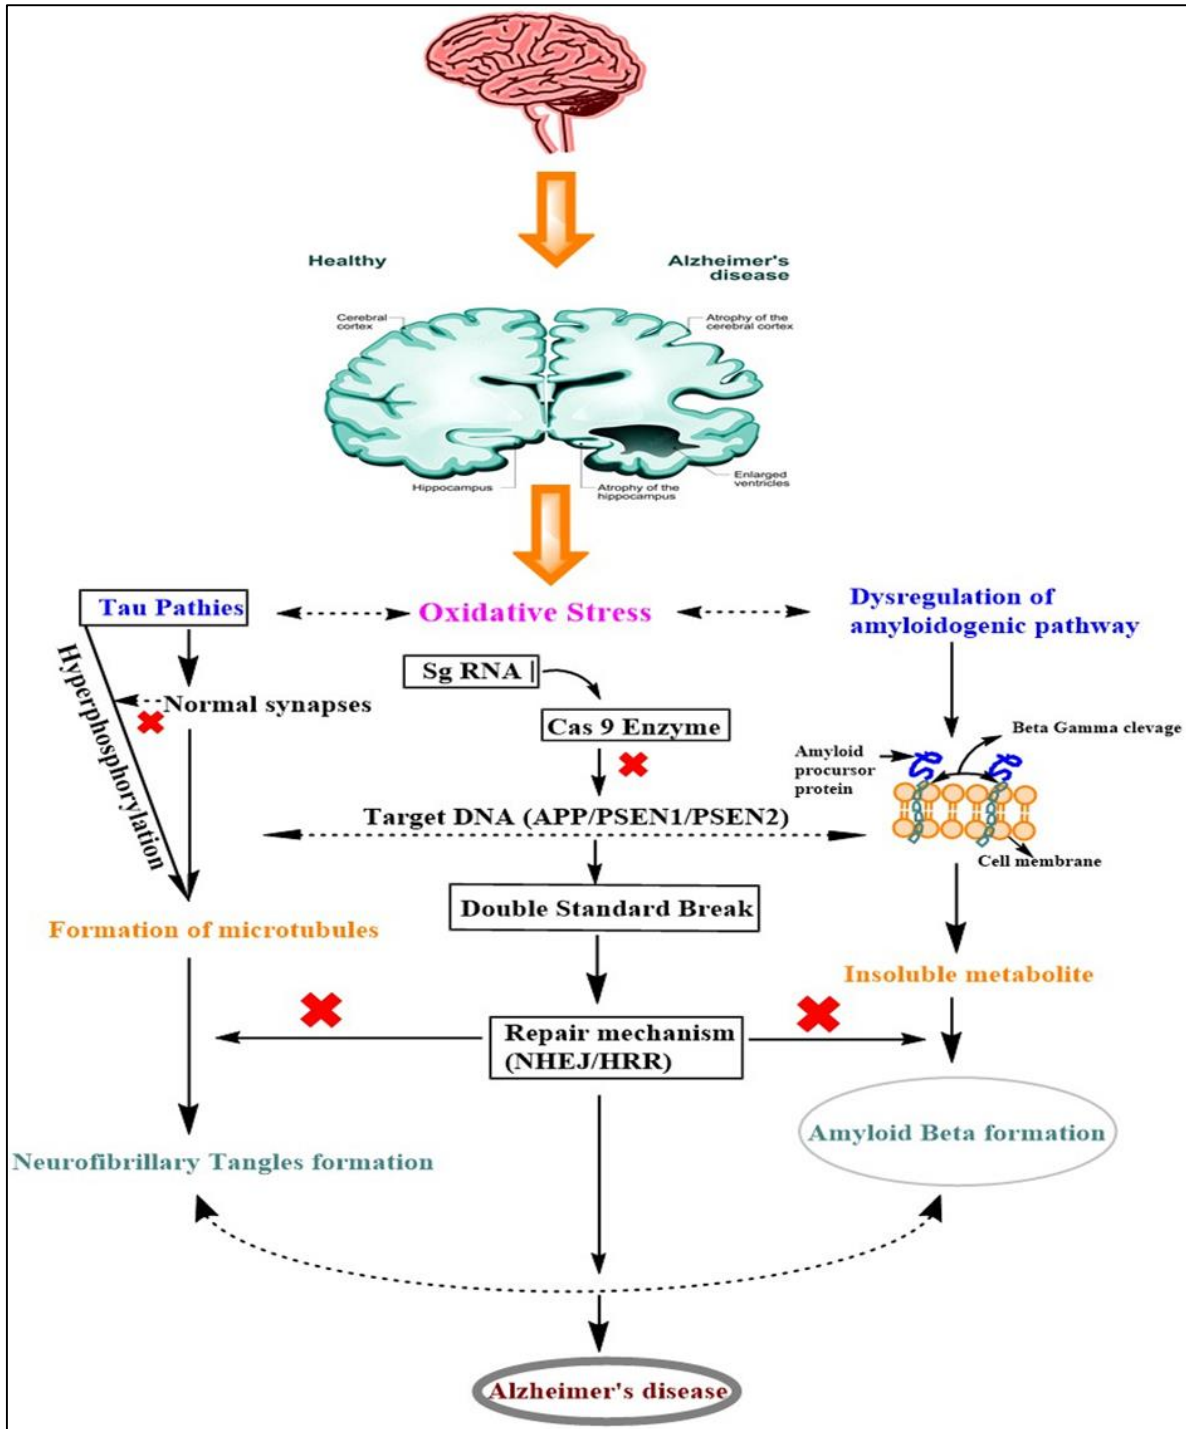 Healthy
Alzheimer's
disease
Cerebral
cortex
Atrophy of the
cerebral cortex
Hippocampus
Atrophy of the
hippocampus
Enlarged
ventricles
Tau Pathies
Oxidative Stress
Dysregulation of
amyloidogenic pathway
Hyperphosphorylation
Normal synapses
Sg RNA
Cas 9 Enzyme
Beta Gamma clevage
Amyloid
procursor
protein
Cell membrane
Target DNA (APP/PSEN1/PSEN2)
Double Standard Break
Formation of microtubules
Insoluble metabolite
Repair mechanism
(NHEJ/HRR)
Amyloid Beta formation
Neurofibrillary Tangles formation
Alzheimer's disease